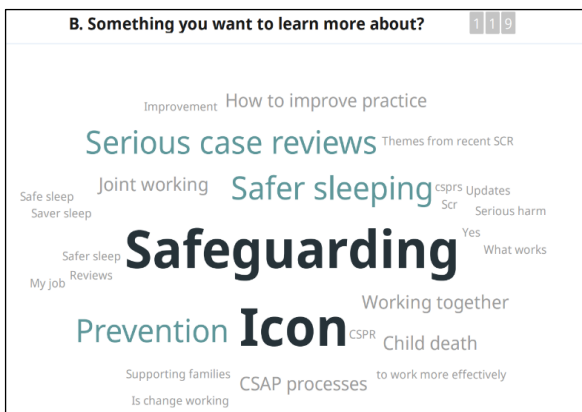 B. Something you want to learn more about? 119
Improvement How to improve practice
Serious case reviews Themes from recent SCR
Joint working Safer sleeping csprs Updates
Safe sleep Scr Serious harm
Saver sleep
Safeguarding Yes
Safer sleep What works
My job Reviews
Working together
Prevention Icon CSPR Child death
Supporting families CSAP processes to work more effectively
Is change working